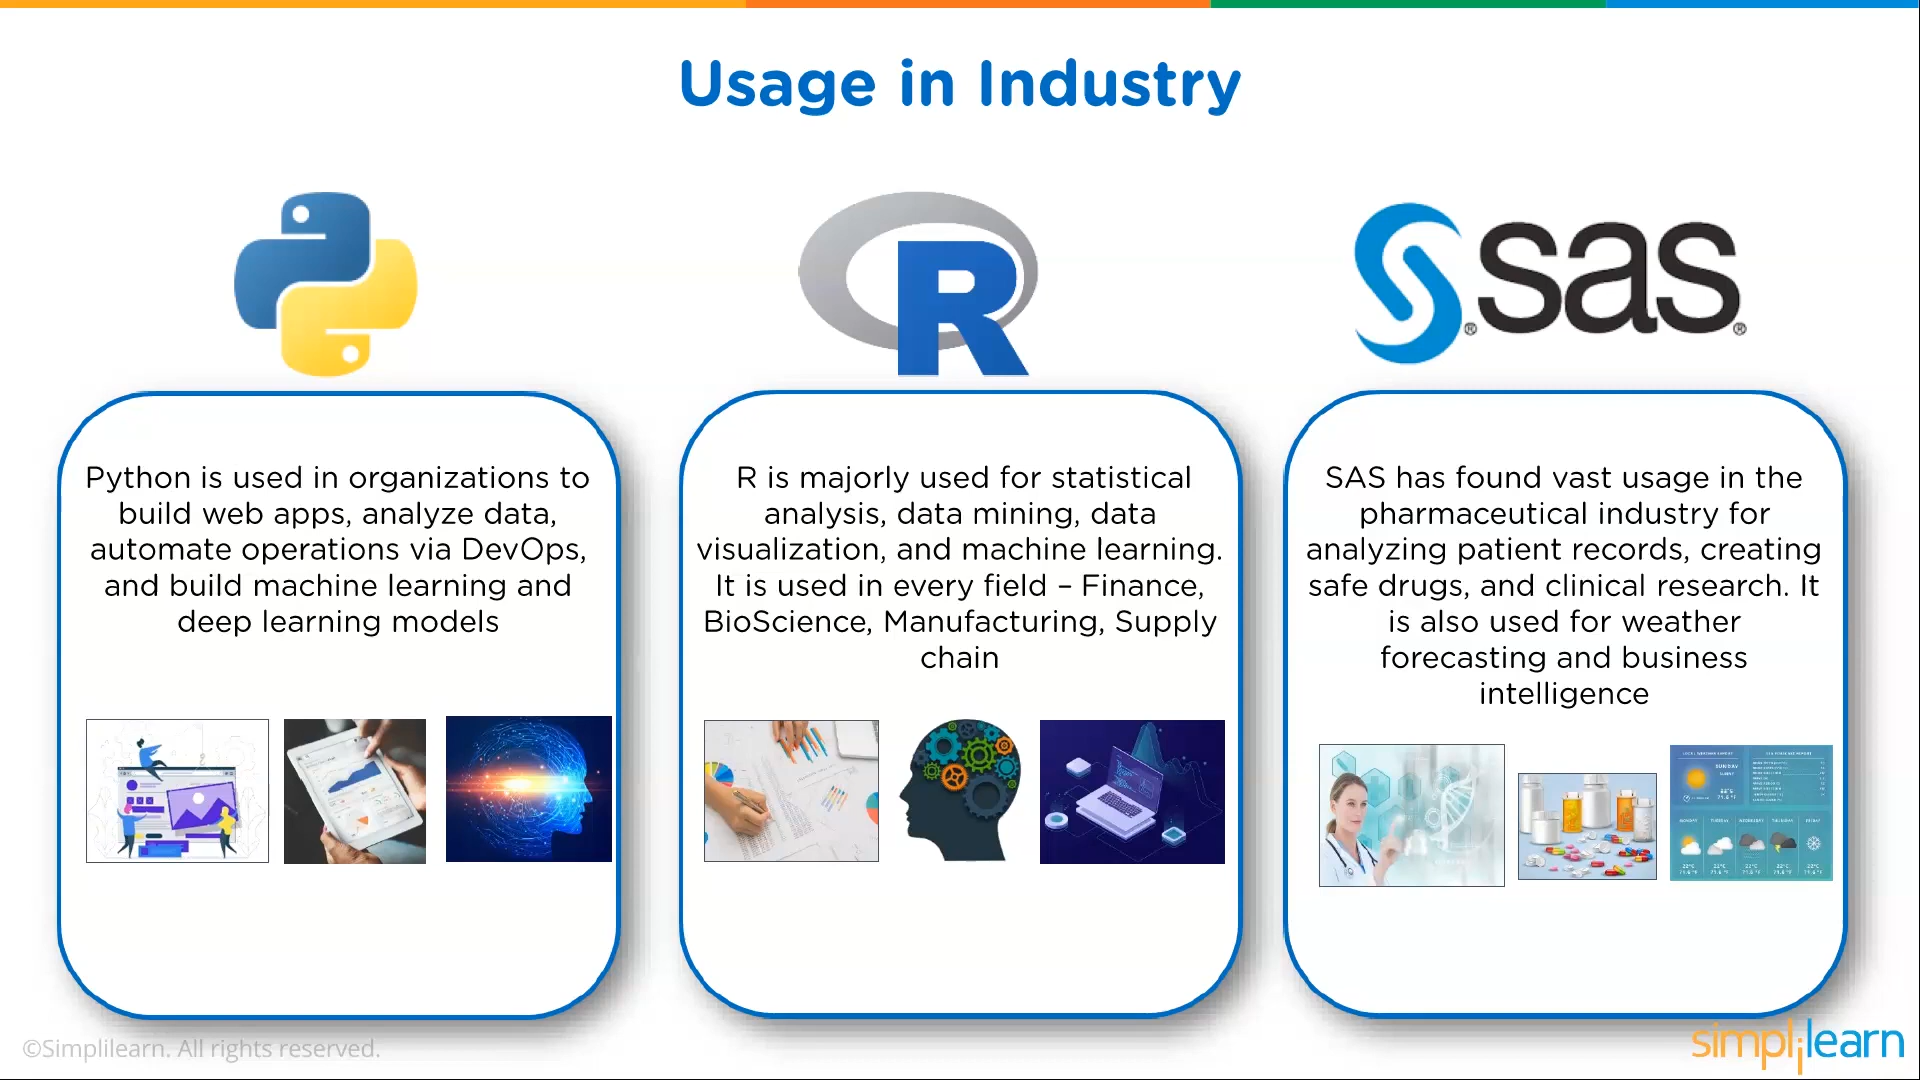 Usage in Industry
R
sas
Python is used in organizations to
build web apps, analyze data,
automate operations via DevOps,
and build machine learning and
deep learning models
R is majorly used for statistical
analysis, data mining, data
visualization, and machine learning.
It is used in every field – Finance,
BioScience, Manufacturing, Supply
chain
SAS has found vast usage in the
pharmaceutical industry for
analyzing patient records, creating
safe drugs, and clinical research. It
is also used for weather
forecasting and business
intelligence
SUNDAY
©Simplilearn. All rights reserved.
simplilearn